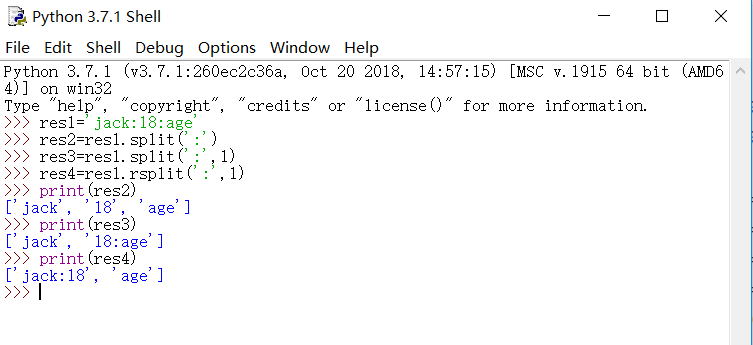 Python 3.7.1 Shell
File Edit Shell Debug Options Window Help
Python 3.7.1 (v3.7.1:260ec2c36a, Oct 20 2018, 14:57:15) [MSC v.1915 64 bit (AMD6
4)] on win32
Type "help", "copyright", "credits" or "license()" for more information.
>>> res1='jack:18:age'
>>> res2=res1.split(':')
>>> res3=res1.split(':',1)
>>> res4=res1.rsplit(':',1)
>>> print(res2)
['jack', '18', 'age']
>>> print(res3)
['jack', '18:age']
>>> print(res4)
['jack:18', 'age']
>>>